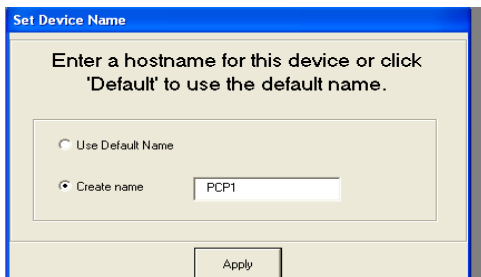 Set Device Name
Enter a hostname for this device or click
'Default' to use the default name.
Use Default Name
Create name
PCP1
Apply